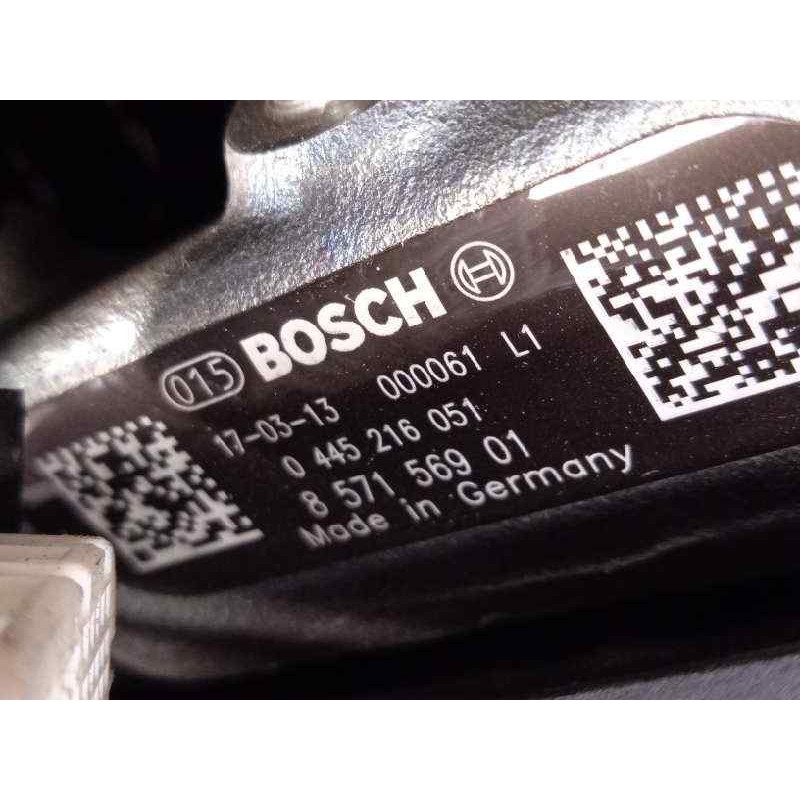 015 BOSCH
17-03-13 000061 L1
0 445 216 051
8 571 569 01
Made in Germany